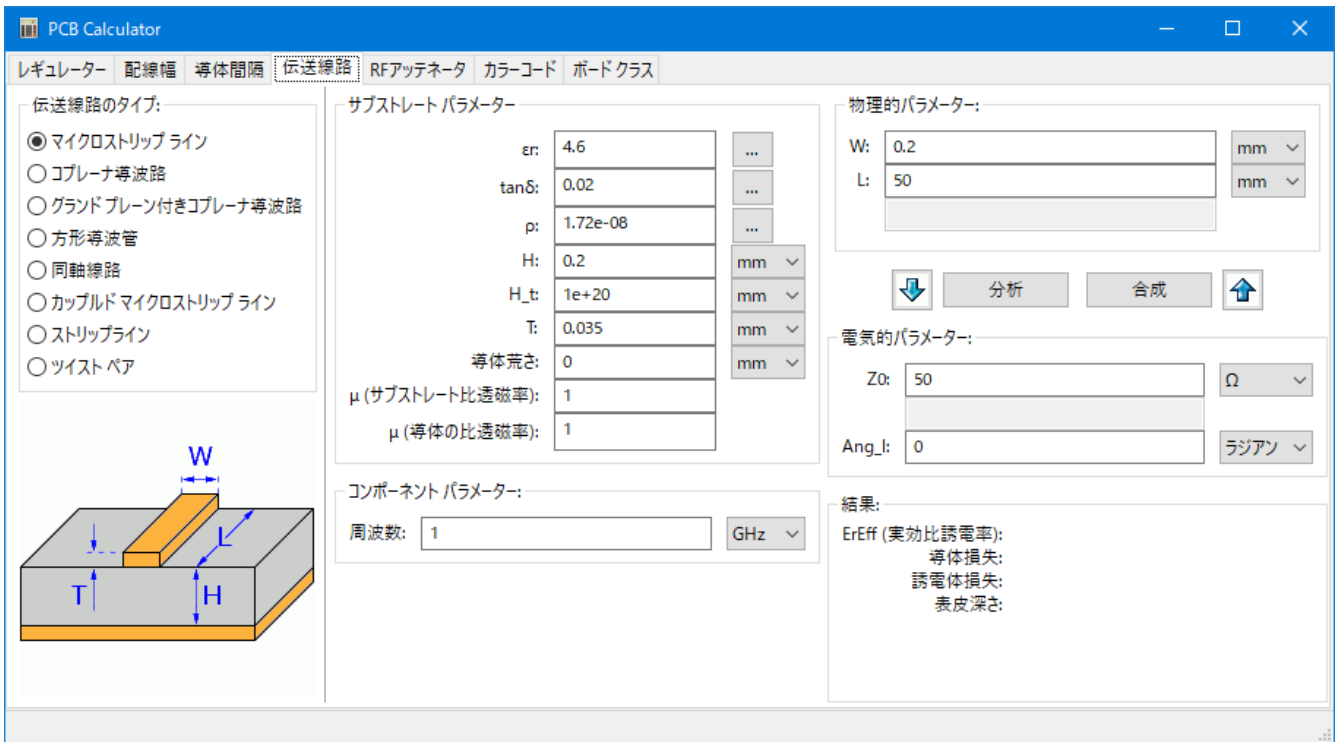 PCB Calculator
レギュレーター 配線幅 導体間隔 伝送線路 RFアッテネータ カラーコード ボードクラス
伝送線路のタイプ:
マイクロストリップ ライン
コプレーナ導波路
グランド プレーン付きコプレーナ導波路
方形導波管
同軸線路
カップルド マイクロストリップ ライン
ストリップライン
ツイスト ペア
W
L
T
H
サブストレート パラメーター
εr: 4.6 ...
tanδ: 0.02 ...
ρ: 1.72e-08 ...
H: 0.2 mm
H_t: 1e+20 mm
T: 0.035 mm
導体荒さ: 0 mm
μ (サブストレート比透磁率): 1
μ (導体の比透磁率): 1
コンポーネント パラメーター:
周波数: 1 GHz
物理的パラメーター:
W: 0.2 mm
L: 50 mm
分析 合成
電気的パラメーター:
Z0: 50 Ω
Ang_l: 0 ラジアン
結果:
ErEff (実効比誘電率):
導体損失:
誘電体損失:
表皮深さ: